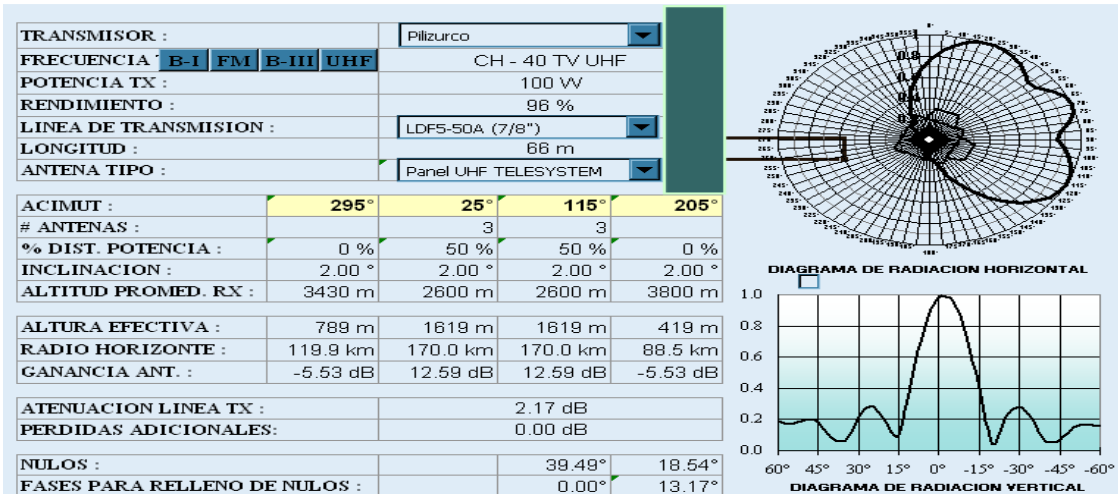 TRANSMISOR : Pilizurco
FRECUENCIA B-I FM B-III UHF CH - 40 TV UHF
POTENCIA TX : 100 W
RENDIMIENTO : 96 %
LINEA DE TRANSMISION : LDF5-50A (7/8")
LONGITUD : 66 m
ANTENA TIPO : Panel UHF TELESYSTEM
ACIMUT : 295° 25° 115° 205°
# ANTENAS : 3 3
% DIST. POTENCIA : 0 % 50 % 50 % 0 %
INCLINACION : 2.00 ° 2.00 ° 2.00 ° 2.00 °
ALTITUD PROMED. RX : 3430 m 2600 m 2600 m 3800 m
ALTURA EFECTIVA : 789 m 1619 m 1619 m 419 m
RADIO HORIZONTE : 119.9 km 170.0 km 170.0 km 88.5 km
GANANCIA ANT. : -5.53 dB 12.59 dB 12.59 dB -5.53 dB
ATENUACION LINEA TX : 2.17 dB
PERDIDAS ADICIONALES: 0.00 dB
NULOS : 39.49° 18.54°
FASES PARA RELLENO DE NULOS : 0.00° 13.17°
DIAGRAMA DE RADIACION HORIZONTAL
1.0
0.8
0.6
0.4
0.2
0.0
60° 45° 30° 15° 0° -15° -30° -45° -60°
DIAGRAMA DE RADIACION VERTICAL